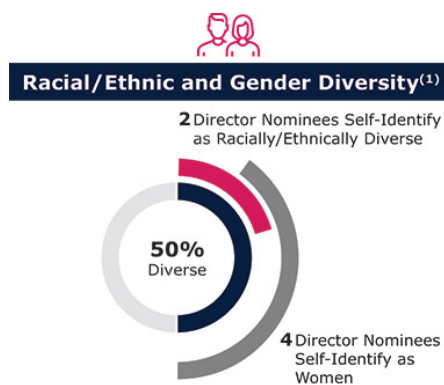 Racial/Ethnic and Gender Diversity(1)
2 Director Nominees Self-Identify
as Racially/Ethnically Diverse
50%
Diverse
4 Director Nominees
Self-Identify as
Women